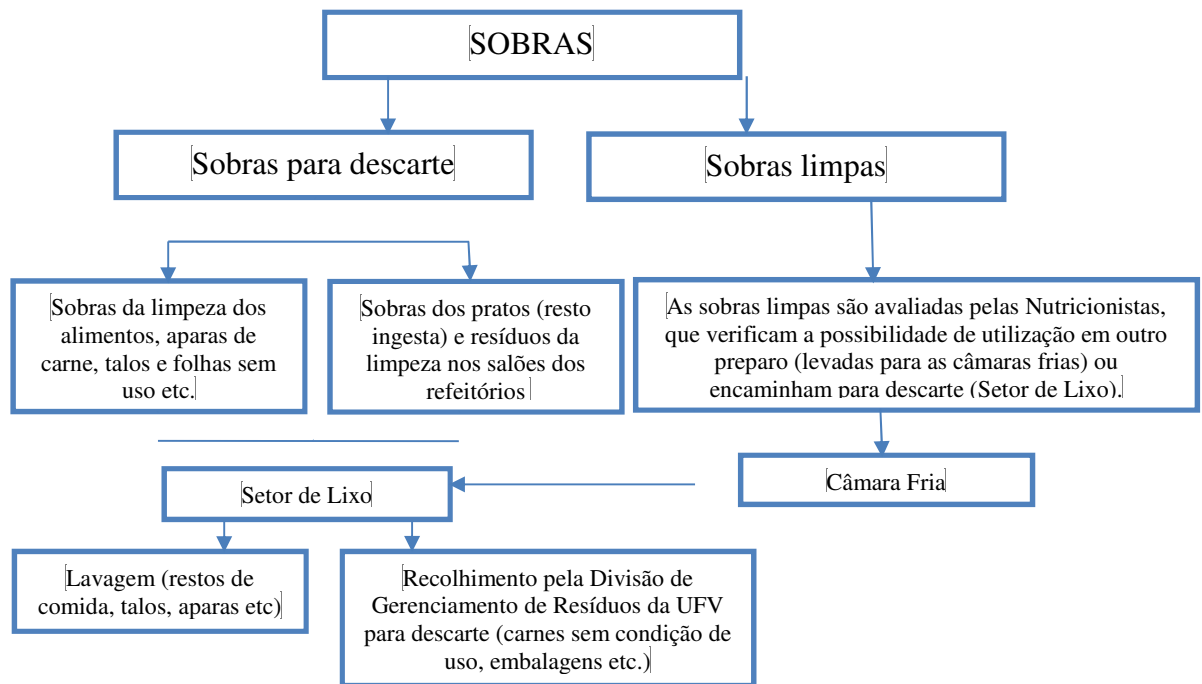 SOBRAS
Sobras para descarte
Sobras limpas
Sobras da limpeza dos
alimentos, aparas de
carne, talos e folhas sem
uso etc.
Sobras dos pratos (resto
ingesta) e resíduos da
limpeza nos salões dos
refeitórios
As sobras limpas são avaliadas pelas Nutricionistas,
que verificam a possibilidade de utilização em outro
preparo (levadas para as câmaras frias) ou
encaminham para descarte (Setor de Lixo).
Câmara Fria
Setor de Lixo
Lavagem (restos de
comida, talos, aparas etc)
Recolhimento pela Divisão de
Gerenciamento de Resíduos da UFV
para descarte (carnes sem condição de
uso, embalagens etc.)